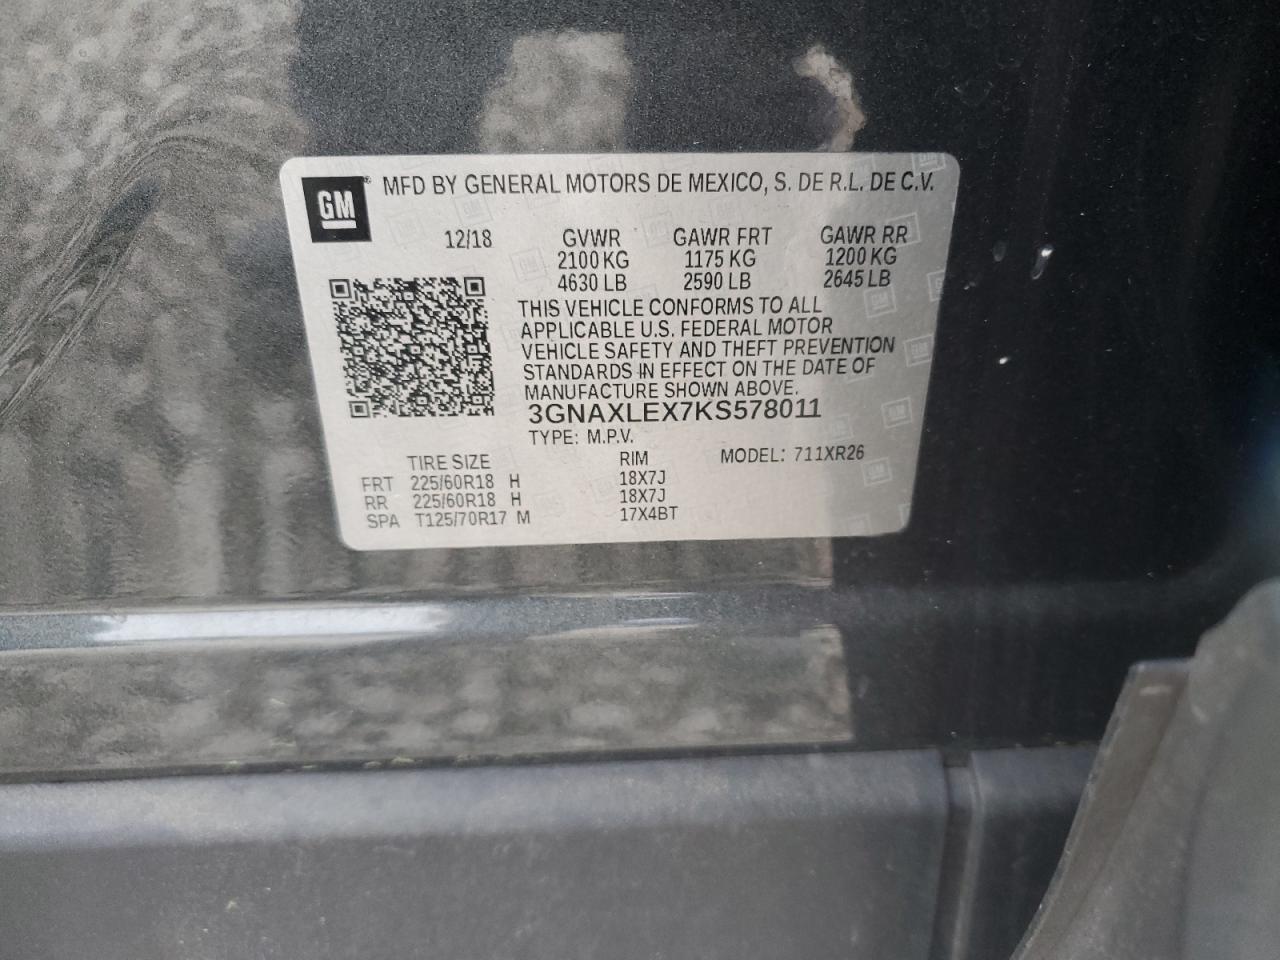 GM® MFD BY GENERAL MOTORS DE MEXICO, S. DE R.L. DE C.V.
12/18 GVWR GAWR FRT GAWR RR
2100 KG 1175 KG 1200 KG
4630 LB 2590 LB 2645 LB
THIS VEHICLE CONFORMS TO ALL
APPLICABLE U.S. FEDERAL MOTOR
VEHICLE SAFETY AND THEFT PREVENTION
STANDARDS IN EFFECT ON THE DATE OF
MANUFACTURE SHOWN ABOVE.
3GNAXLEX7KS578011
TYPE: M.P.V.
TIRE SIZE RIM MODEL: 711XR26
FRT 225/60R18 H 18X7J
RR 225/60R18 H 18X7J
SPA T125/70R17 M 17X4BT